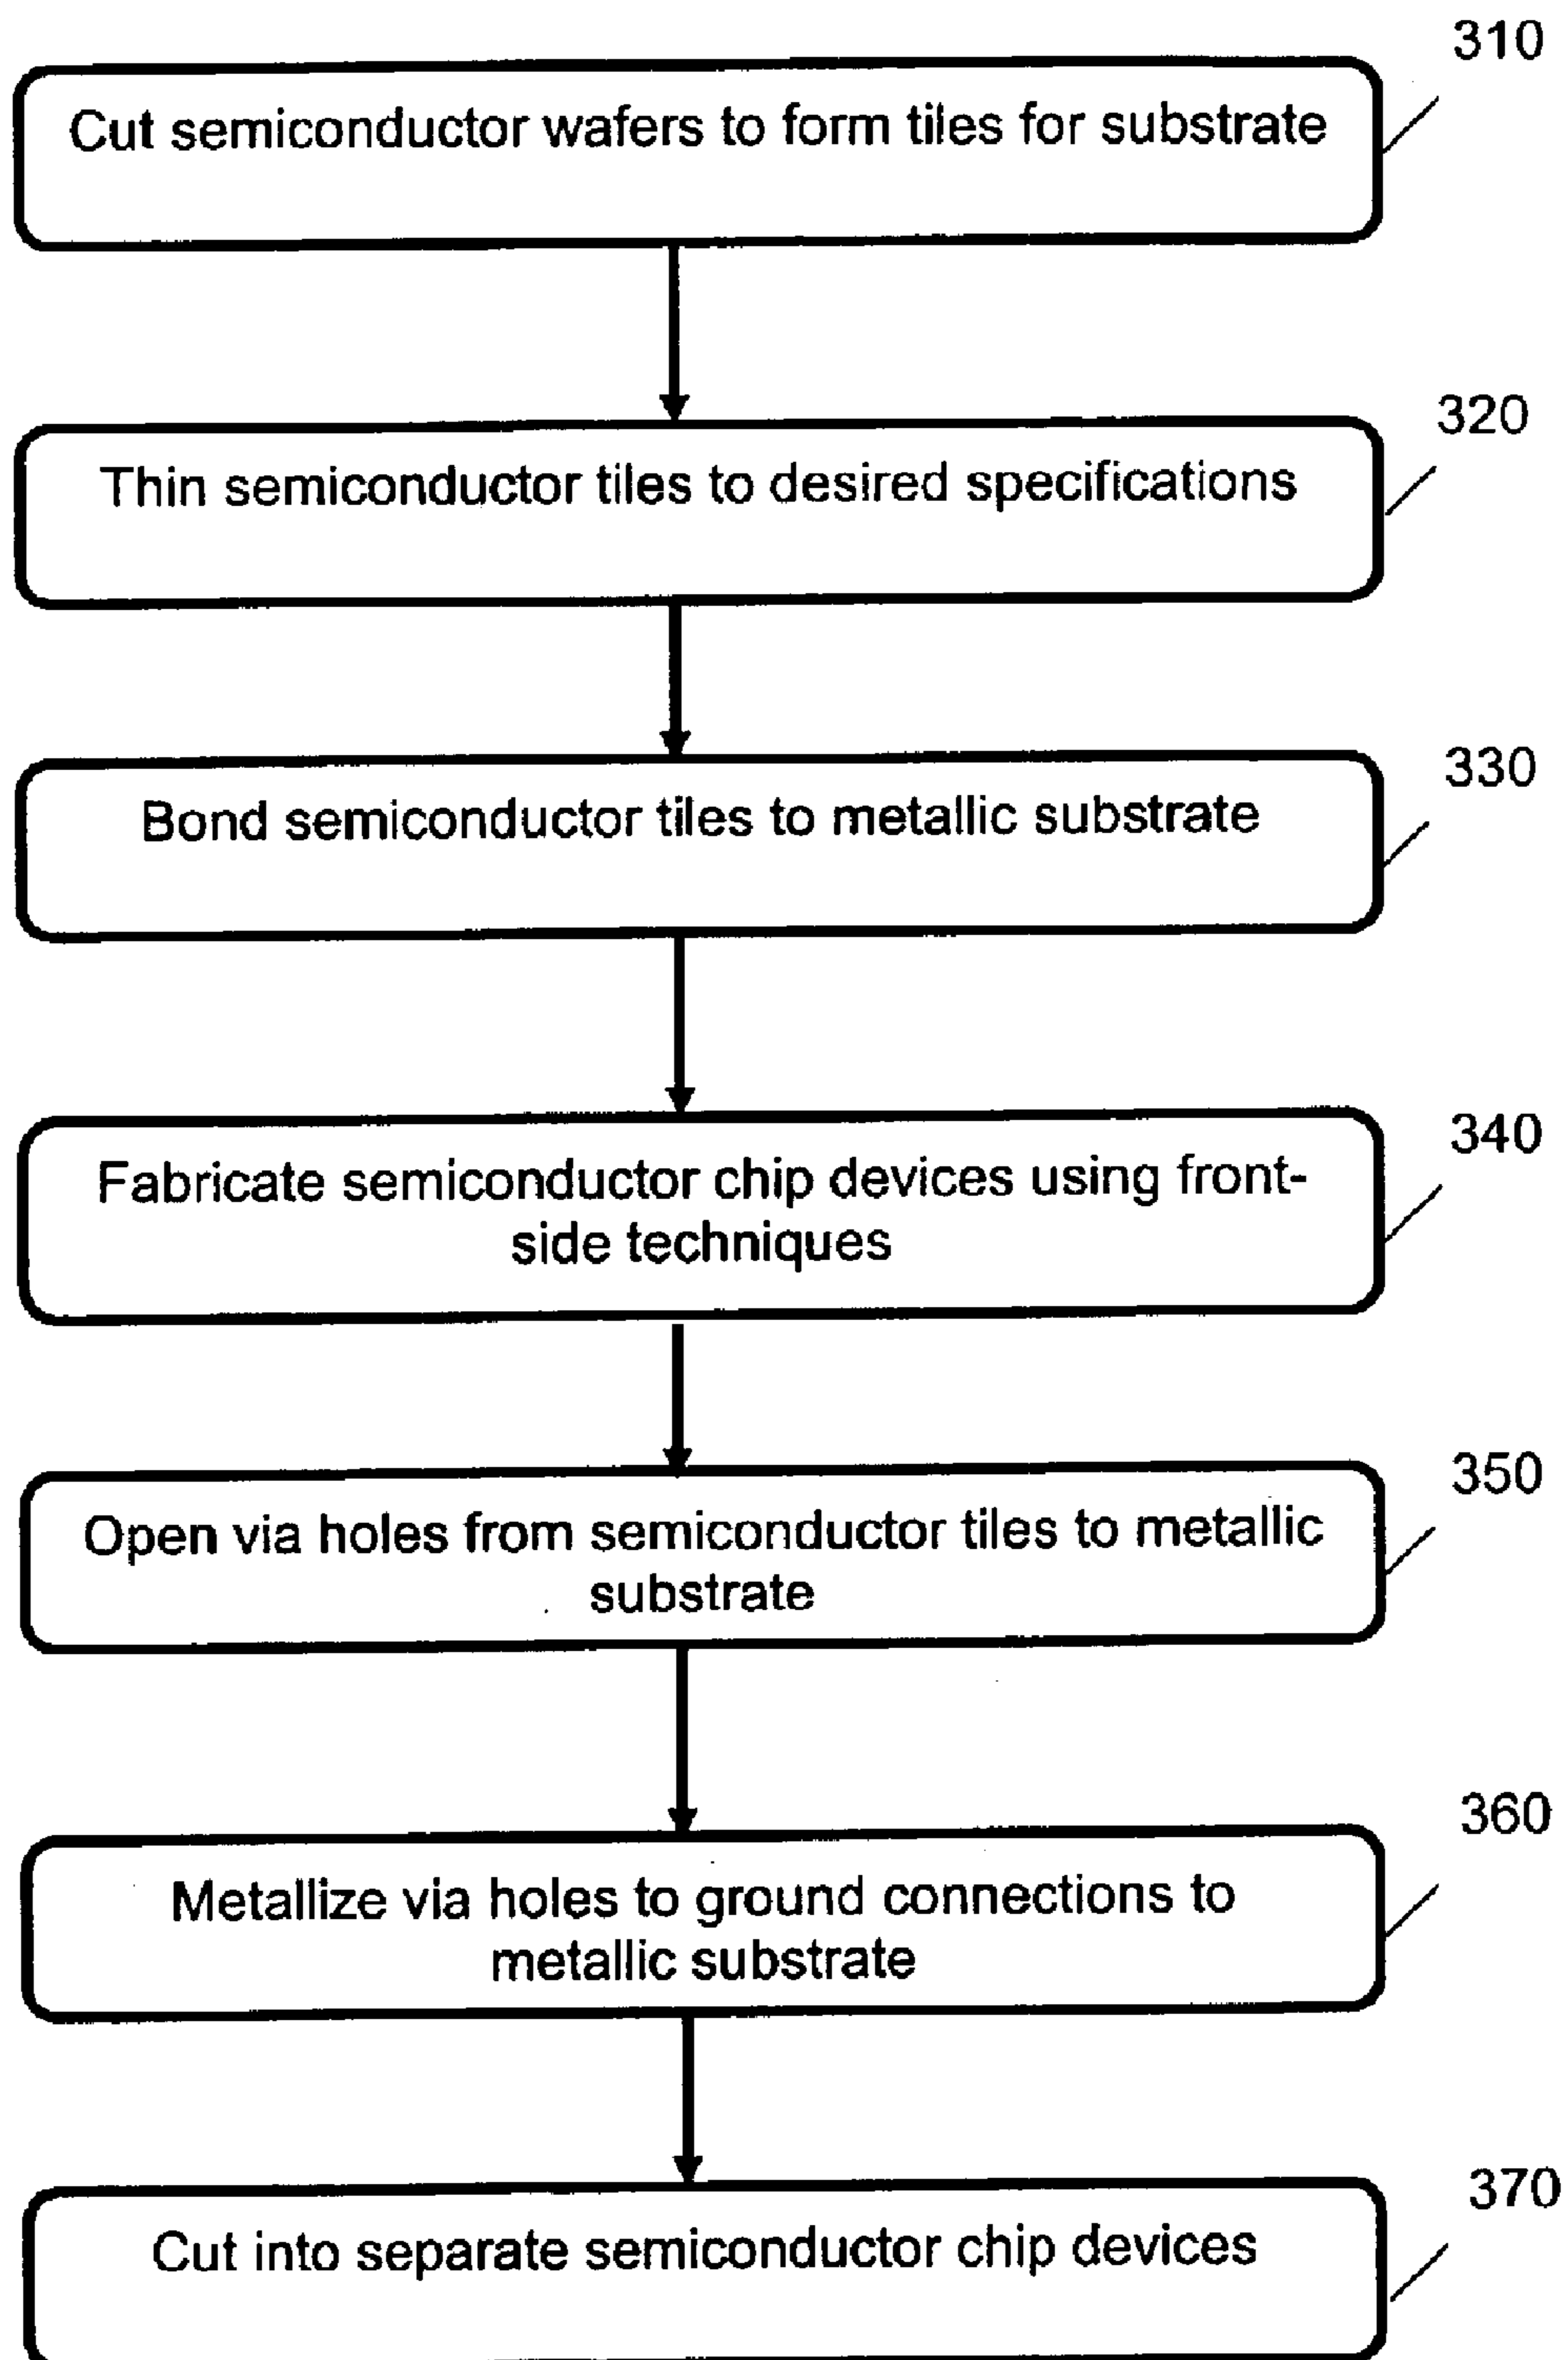 310
Cut semiconductor wafers to form tiles for substrate
320
Thin semiconductor tiles to desired specifications
330
Bond semiconductor tiles to metallic substrate
340
Fabricate semiconductor chip devices using front-
side techniques
350
Open via holes from semiconductor tiles to metallic
substrate
360
Metallize via holes to ground connections to
metallic substrate
370
Cut into separate semiconductor chip devices